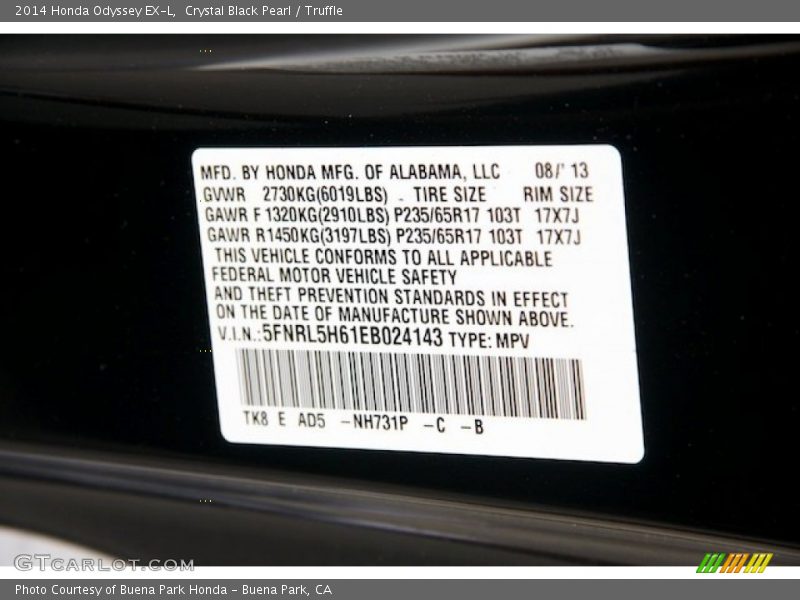 2014 Honda Odyssey EX-L,  Crystal Black Pearl / Truffle
MFD. BY HONDA MFG. OF ALABAMA, LLC 08/' 13
GVWR 2730KG(6019LBS) . TIRE SIZE RIM SIZE
GAWR F 1320KG(2910LBS) P235/65R17 103T 17X7J
GAWR R1450KG(3197LBS) P235/65R17 103T 17X7J
THIS VEHICLE CONFORMS TO ALL APPLICABLE
FEDERAL MOTOR VEHICLE SAFETY
AND THEFT PREVENTION STANDARDS IN EFFECT
ON THE DATE OF MANUFACTURE SHOWN ABOVE.
V.I.N.:5FNRL5H61EB024143 TYPE: MPV
TK8 E AD5 -NH731P -C -B
GTCARLOT.COM
Photo Courtesy of Buena Park Honda - Buena Park, CA